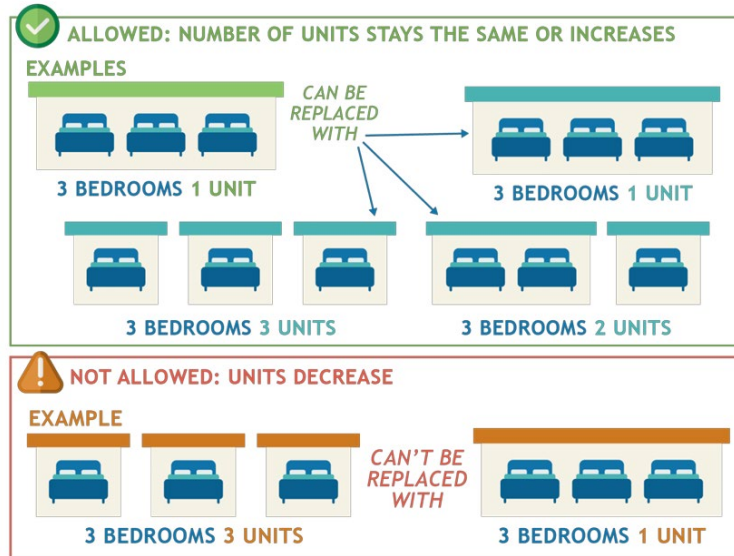 ALLOWED: NUMBER OF UNITS STAYS THE SAME OR INCREASES
EXAMPLES
CAN BE
REPLACED
WITH
3 BEDROOMS 1 UNIT
3 BEDROOMS 1 UNIT
3 BEDROOMS 3 UNITS
3 BEDROOMS 2 UNITS
NOT ALLOWED: UNITS DECREASE
EXAMPLE
CAN'T BE
REPLACED
WITH
3 BEDROOMS 3 UNITS
3 BEDROOMS 1 UNIT